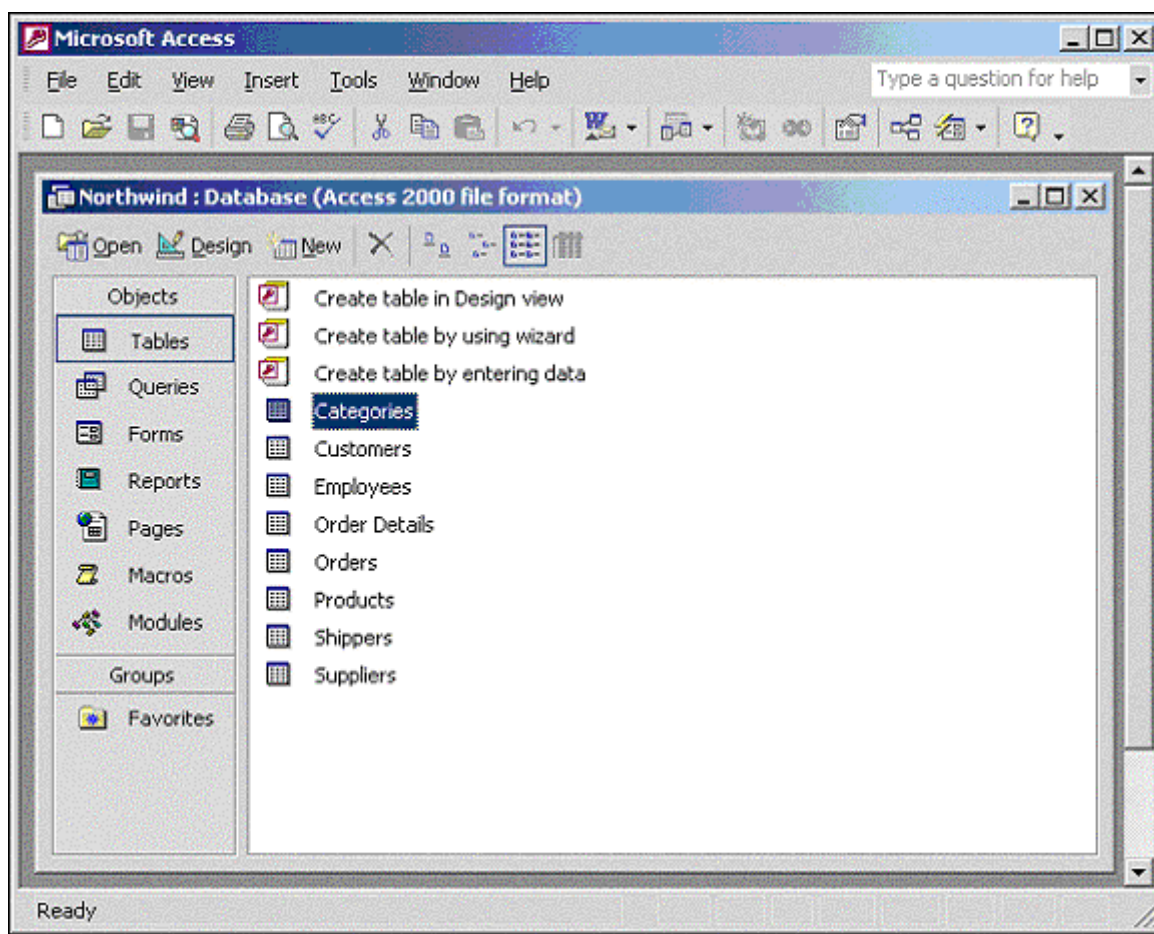 Microsoft Access
File Edit View Insert Tools Window Help Type a question for help
Northwind : Database (Access 2000 file format)
Open Design New
Objects
Tables
Queries
Forms
Reports
Pages
Macros
Modules
Groups
Favorites
Create table in Design view
Create table by using wizard
Create table by entering data
Categories
Customers
Employees
Order Details
Orders
Products
Shippers
Suppliers
Ready